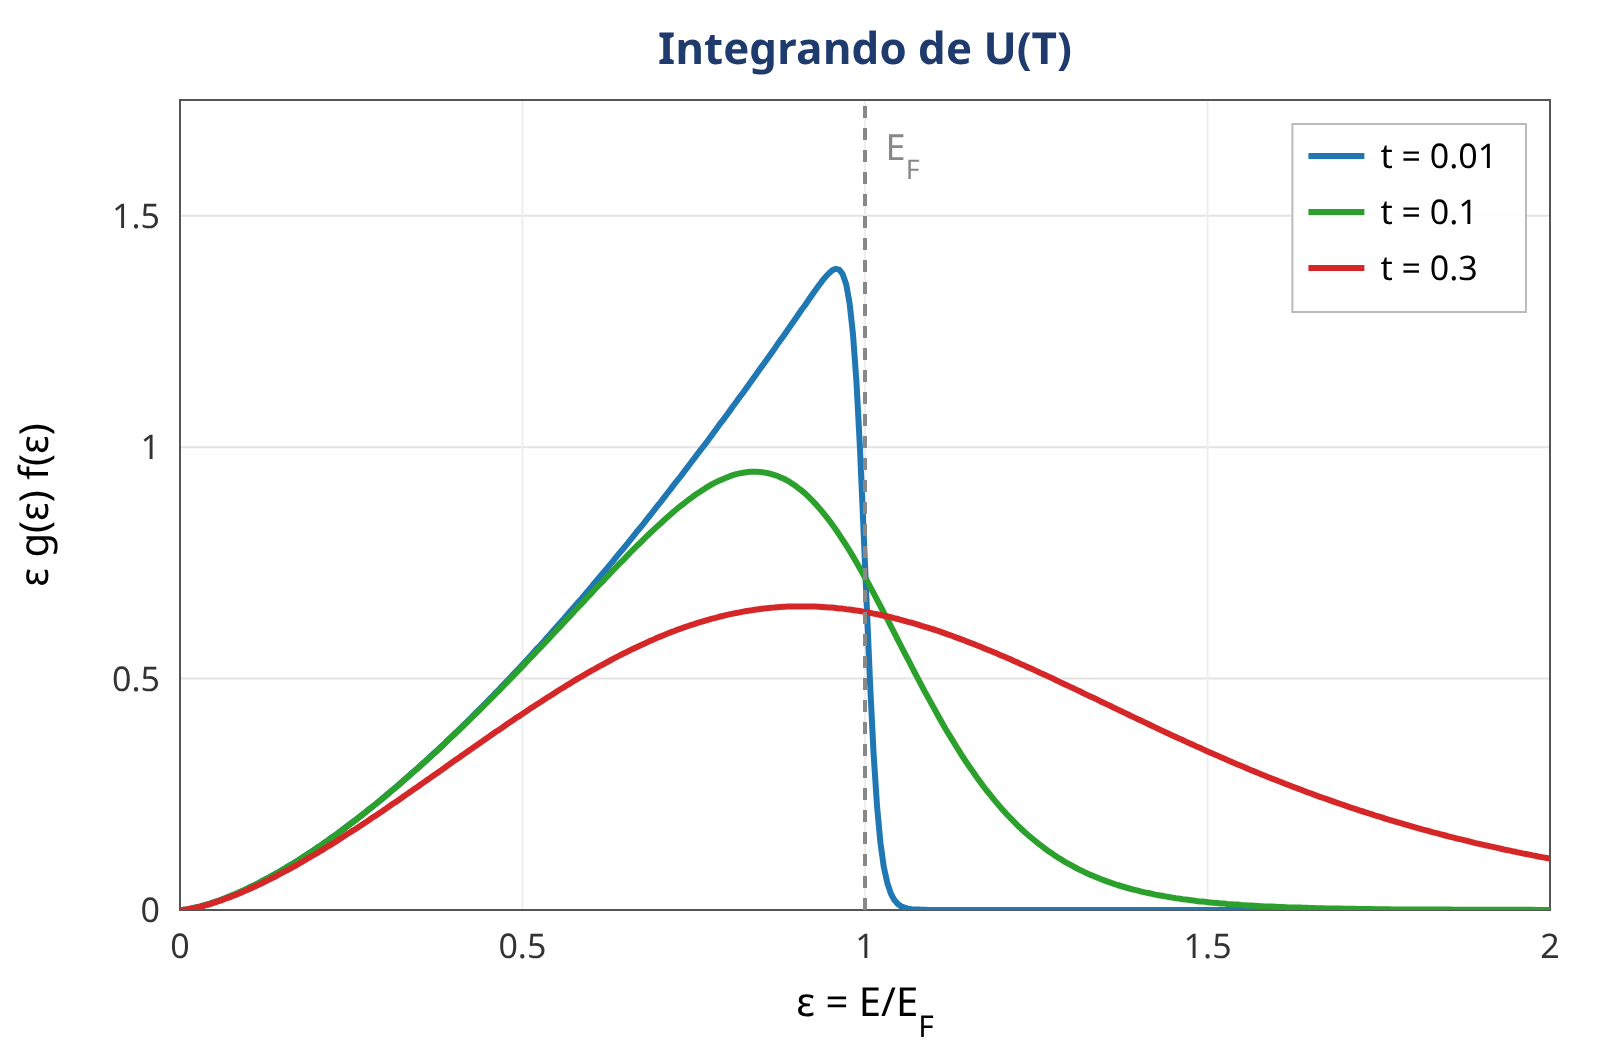 Integrando de U(T)
E_F
t = 0.01
t = 0.1
t = 0.3
1.5
1
0.5
0
0 0.5 1 1.5 2
ε g(ε) f(ε)
ε = E/E_F